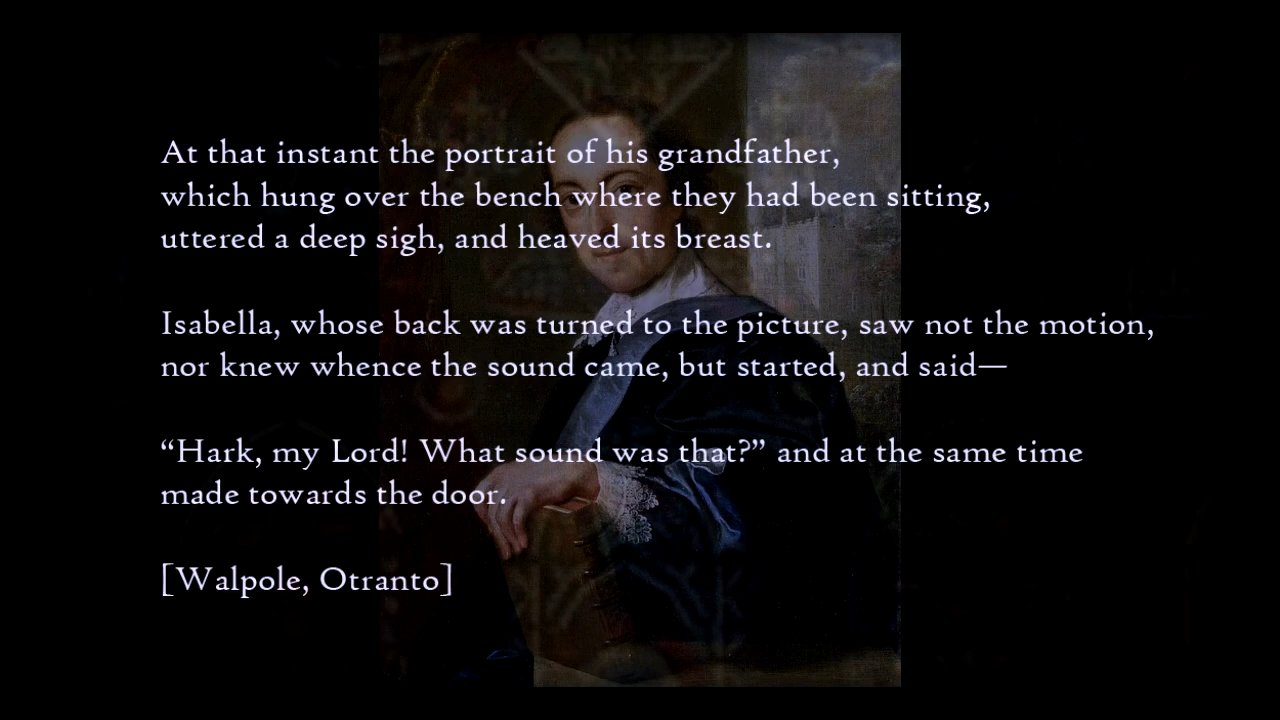 At that instant the portrait of his grandfather,
which hung over the bench where they had been sitting,
uttered a deep sigh, and heaved its breast.
Isabella, whose back was turned to the picture, saw not the motion,
nor knew whence the sound came, but started, and said—
“Hark, my Lord! What sound was that?” and at the same time
made towards the door.
[Walpole, Otranto]